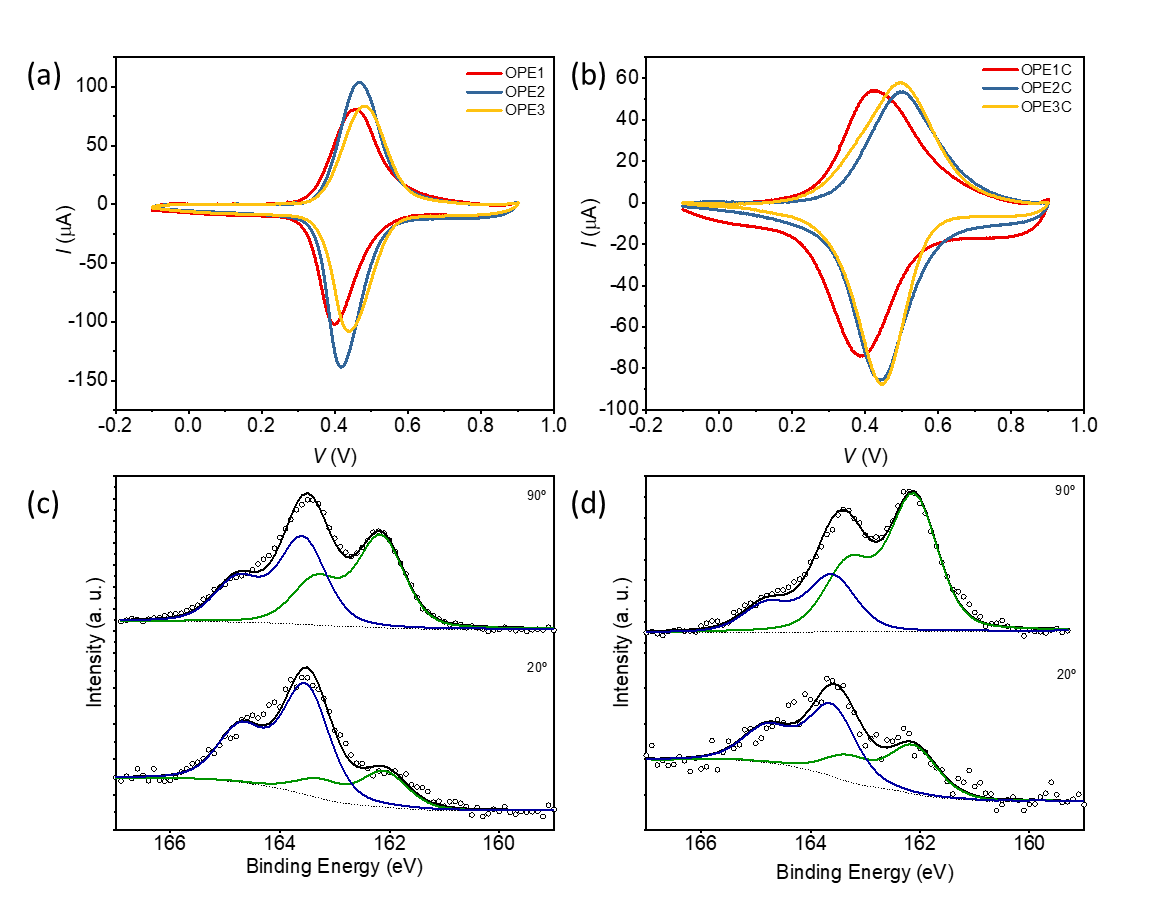 (a)
OPE1
OPE2
OPE3
100
50
0
-50
-100
-150
I (µA)
-0.2 0.0 0.2 0.4 0.6 0.8 1.0
V (V)
(b)
OPE1C
OPE2C
OPE3C
60
40
20
0
-20
-40
-60
-80
-100
I (µA)
-0.2 0.0 0.2 0.4 0.6 0.8 1.0
V (V)
(c)
90º
20º
Intensity (a. u.)
166 164 162 160
Binding Energy (eV)
(d)
90º
20º
Intensity (a. u.)
166 164 162 160
Binding Energy (eV)